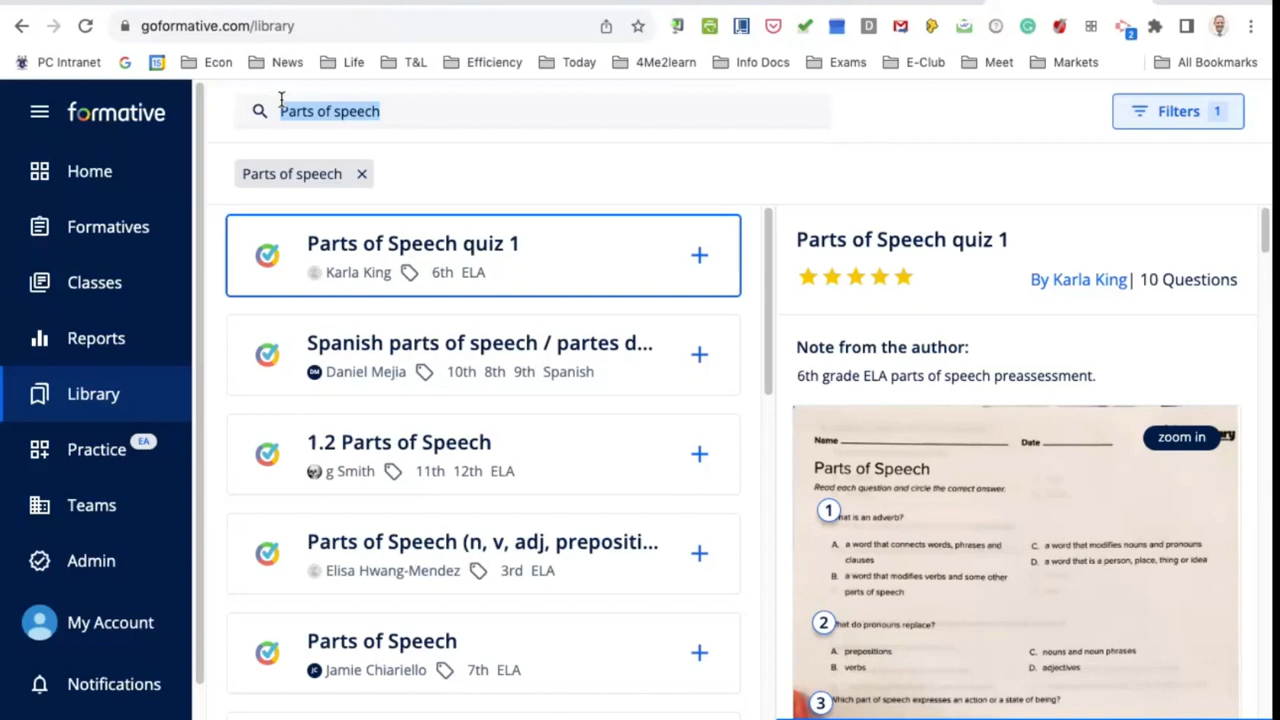 goformative.com/library
2
PC Intranet
Econ
News
Life
T&L
Efficiency
Today
4Me2learn
Info Docs
Exams
E-Club
Meet
Markets
All Bookmarks
formative
Home
Formatives
Classes
Reports
Library
Practice EA
Teams
Admin
My Account
Notifications
Parts of speech
Filters 1
Parts of speech ×
Parts of Speech quiz 1
Karla King 6th ELA
Spanish parts of speech / partes d...
DM Daniel Mejia 10th 8th 9th Spanish
1.2 Parts of Speech
g Smith 11th 12th ELA
Parts of Speech (n, v, adj, prepositi...
Elisa Hwang-Mendez 3rd ELA
Parts of Speech
JC Jamie Chiariello 7th ELA
Parts of Speech quiz 1
By Karla King| 10 Questions
Note from the author:
6th grade ELA parts of speech preassessment.
Name Date
zoom in
Parts of Speech
Read each question and circle the correct answer.
1 hat is an adverb?
A. a word that connects words, phrases and
clauses
B. a word that modifies verbs and some other
parts of speech
C. a word that modifies nouns and pronouns
D. a word that is a person, place, thing or idea
2 hat do pronouns replace?
A. prepositions
B. verbs
C. nouns and noun phrases
D. adjectives
3 Which part of speech expresses an action or a state of being?